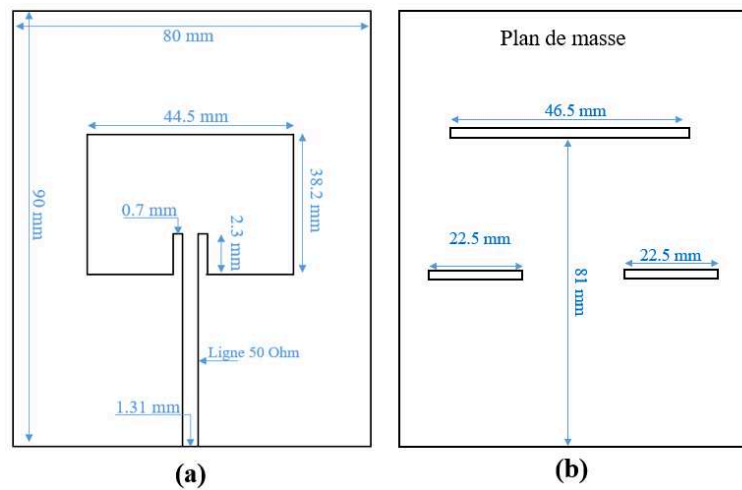 80 mm
44.5 mm
90 mm
38.2 mm
0.7 mm
2.3 mm
Ligne 50 Ohm
1.31 mm
(a)
Plan de masse
46.5 mm
22.5 mm
22.5 mm
81 mm
(b)